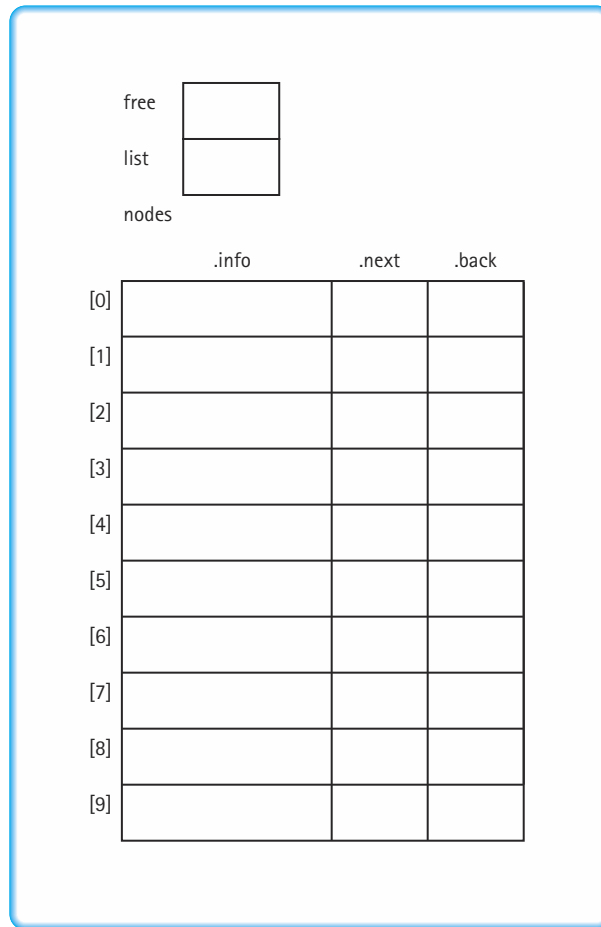 free
list
nodes
.info .next .back
[0]
[1]
[2]
[3]
[4]
[5]
[6]
[7]
[8]
[9]